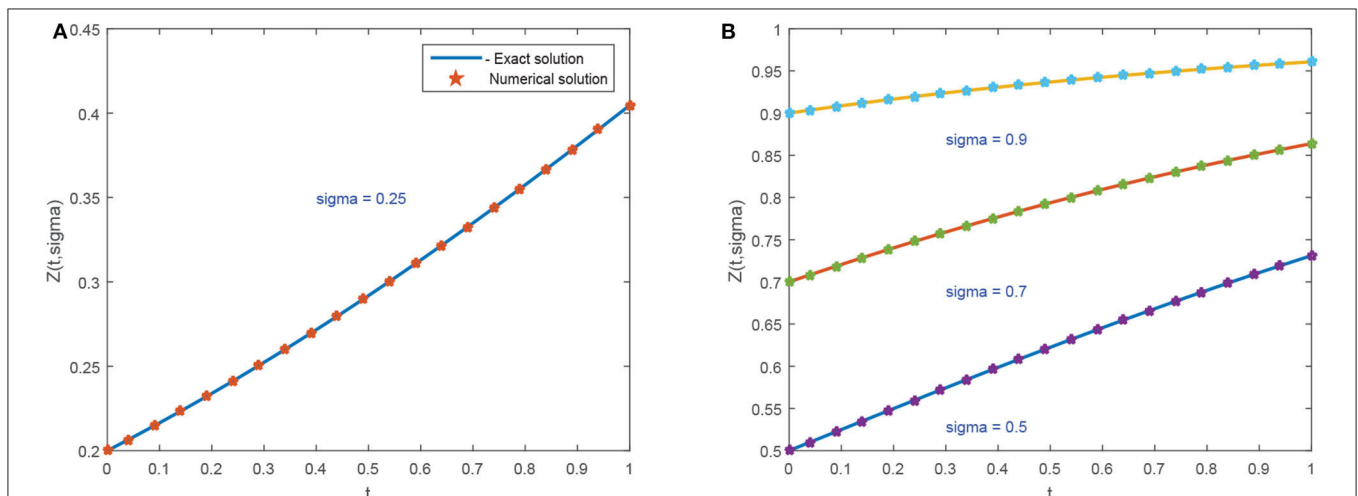 A
0.45
0.4
0.35
0.3
0.25
0.2
Z(t,sigma)
- Exact solution
Numerical solution
sigma = 0.25
0 0.1 0.2 0.3 0.4 0.5 0.6 0.7 0.8 0.9 1
t
B
1
0.95
0.9
0.85
0.8
0.75
0.7
0.65
0.6
0.55
0.5
Z(t,sigma)
sigma = 0.9
sigma = 0.7
sigma = 0.5
0 0.1 0.2 0.3 0.4 0.5 0.6 0.7 0.8 0.9 1
t